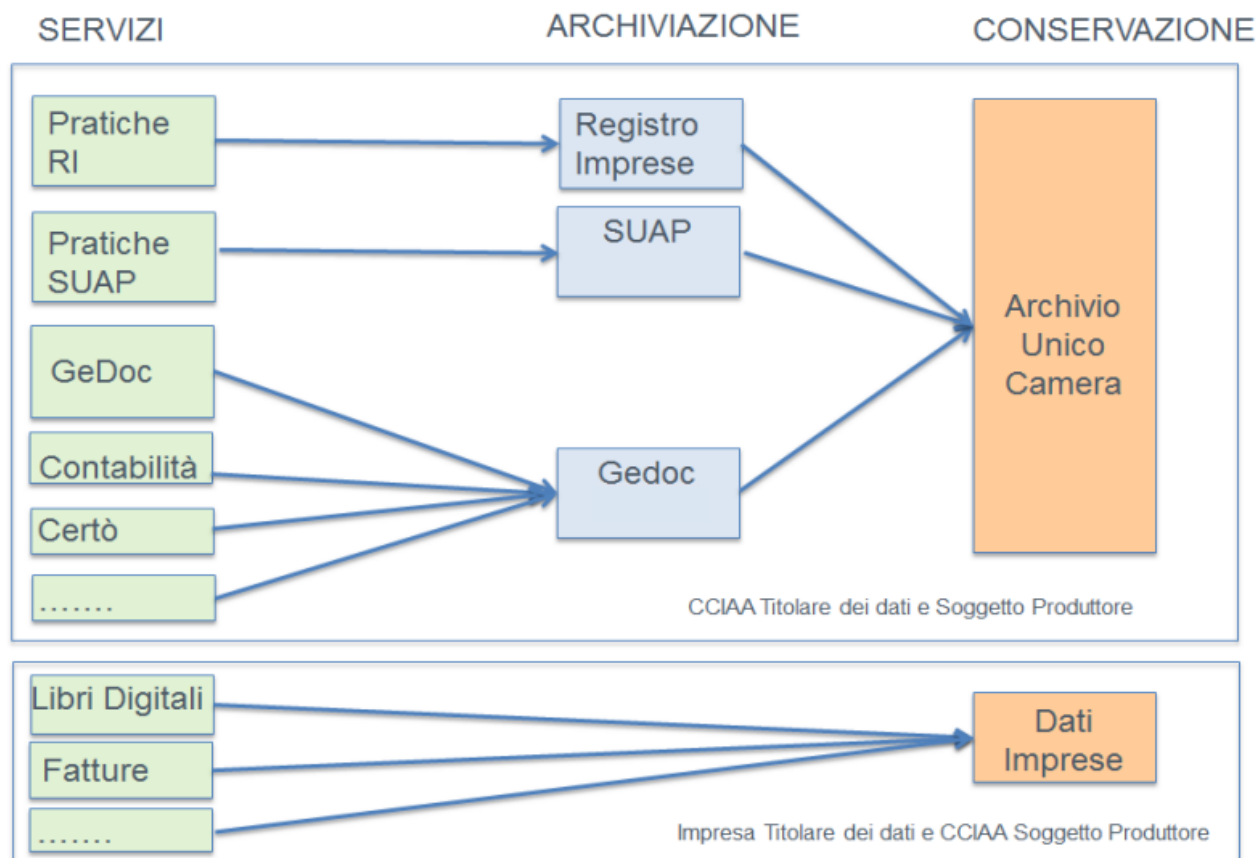 SERVIZI
ARCHIVIAZIONE
CONSERVAZIONE
Pratiche
RI
Registro
Imprese
Pratiche
SUAP
SUAP
GeDoc
Archivio
Unico
Camera
Contabilità
Gedoc
Certò
.......
CCIAA Titolare dei dati e Soggetto Produttore
Libri Digitali
Dati
Imprese
Fatture
.......
Impresa Titolare dei dati e CCIAA Soggetto Produttore